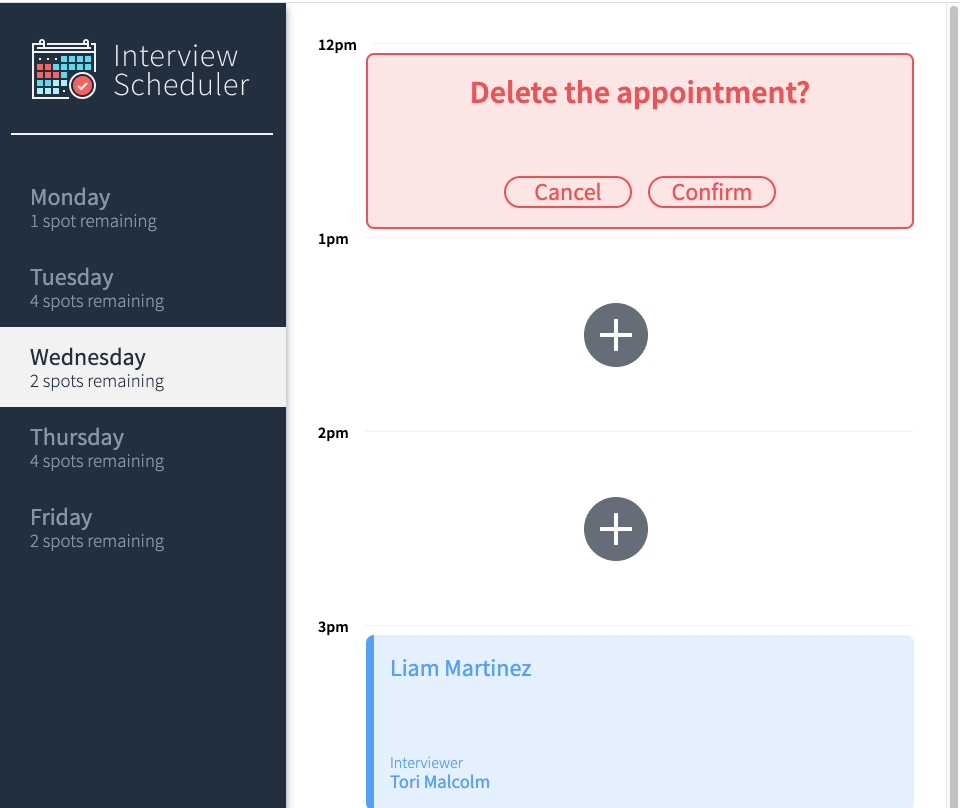 Interview
Scheduler
Monday
1 spot remaining
Tuesday
4 spots remaining
Wednesday
2 spots remaining
Thursday
4 spots remaining
Friday
2 spots remaining
12pm
Delete the appointment?
Cancel Confirm
1pm
2pm
3pm
Liam Martinez
Interviewer
Tori Malcolm